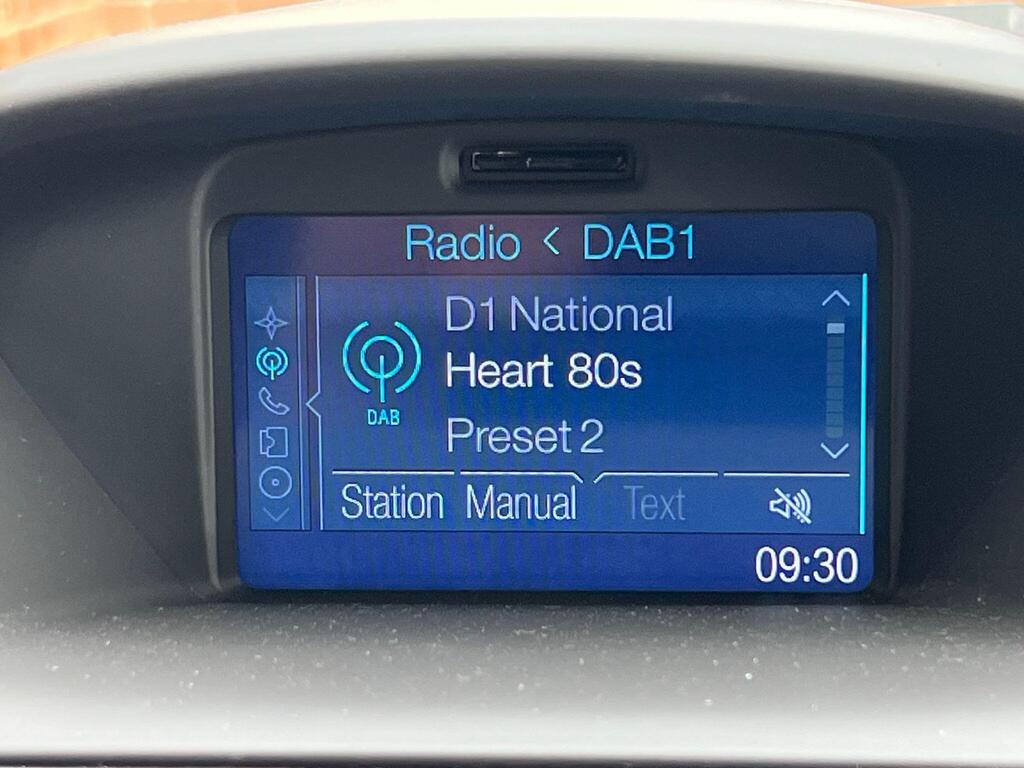 Radio < DAB1
D1 National
Heart 80s
DAB
Preset 2
Station Manual Text
09:30